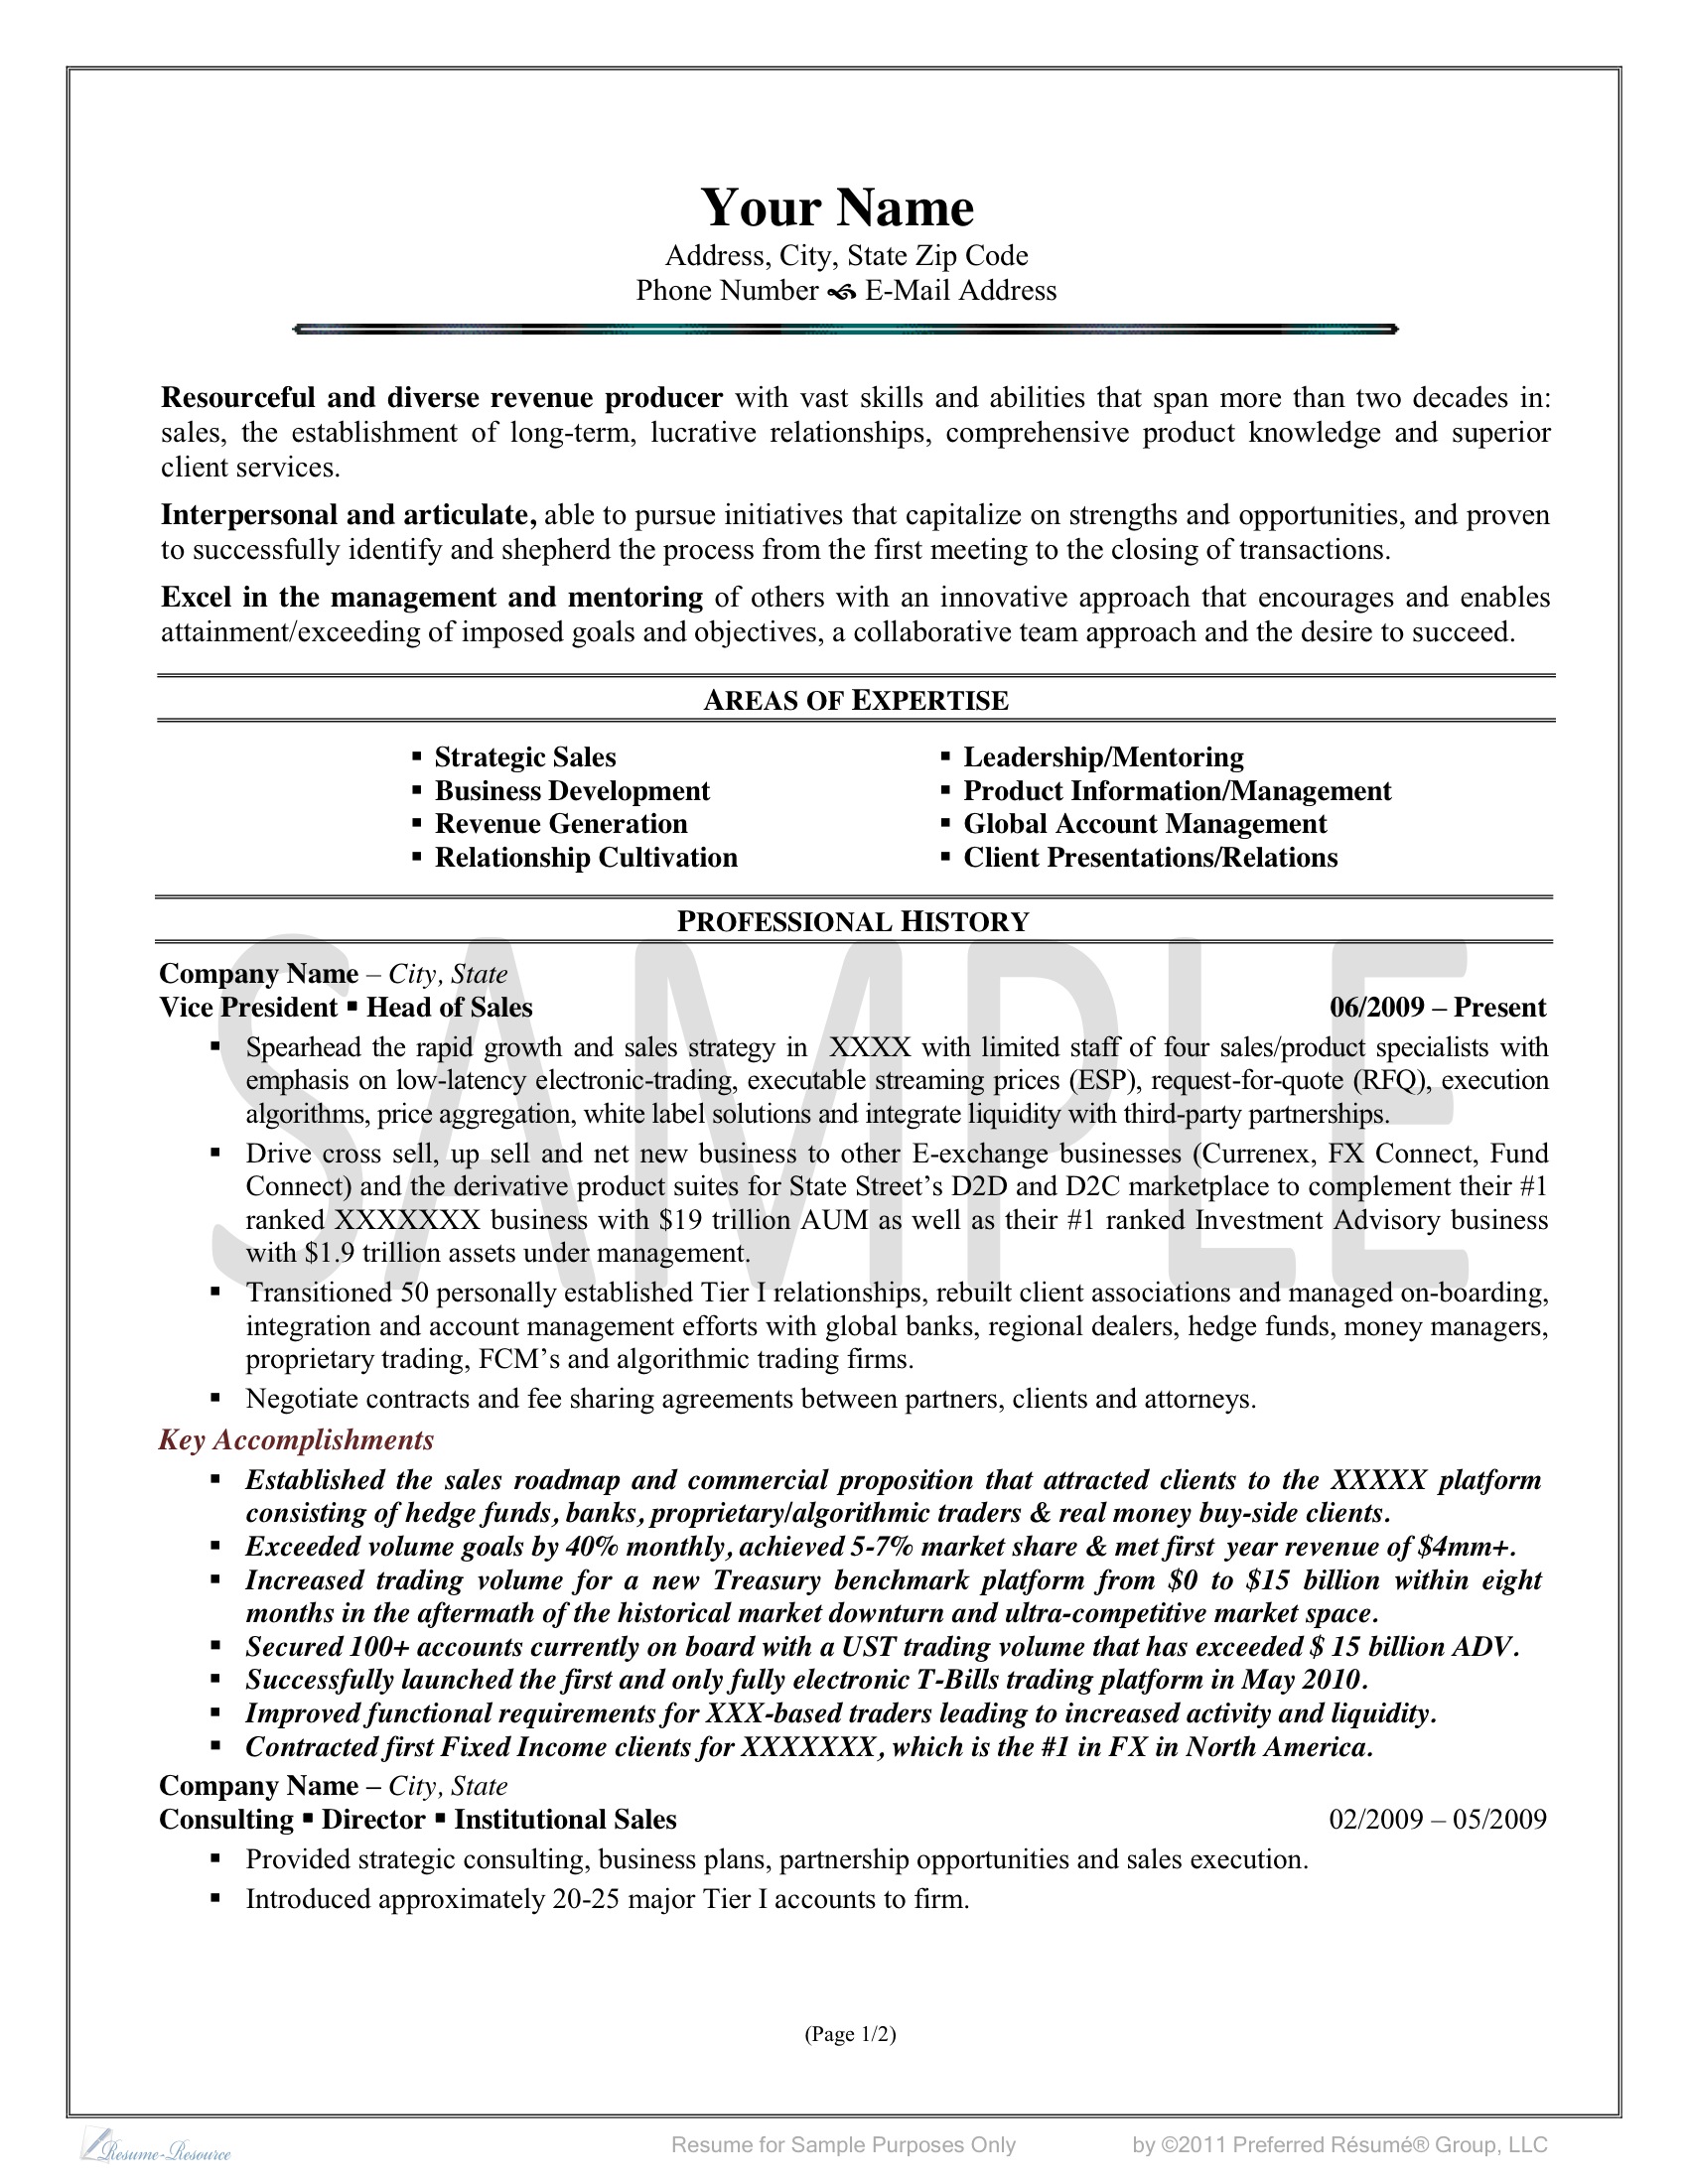 Your Name
Address, City, State Zip Code
Phone Number E-Mail Address
Resourceful and diverse revenue producer with vast skills and abilities that span more than two decades in:
sales, the establishment of long-term, lucrative relationships, comprehensive product knowledge and superior
client services.
Interpersonal and articulate, able to pursue initiatives that capitalize on strengths and opportunities, and proven
to successfully identify and shepherd the process from the first meeting to the closing of transactions.
Excel in the management and mentoring of others with an innovative approach that encourages and enables
attainment/exceeding of imposed goals and objectives, a collaborative team approach and the desire to succeed.
AREAS OF EXPERTISE
▪ Strategic Sales
▪ Business Development
▪ Revenue Generation
▪ Relationship Cultivation
▪ Leadership/Mentoring
▪ Product Information/Management
▪ Global Account Management
▪ Client Presentations/Relations
PROFESSIONAL HISTORY
SAMPLE
Company Name – City, State
Vice President ▪ Head of Sales 06/2009 – Present
▪ Spearhead the rapid growth and sales strategy in XXXX with limited staff of four sales/product specialists with
emphasis on low-latency electronic-trading, executable streaming prices (ESP), request-for-quote (RFQ), execution
algorithms, price aggregation, white label solutions and integrate liquidity with third-party partnerships.
▪ Drive cross sell, up sell and net new business to other E-exchange businesses (Currenex, FX Connect, Fund
Connect) and the derivative product suites for State Street’s D2D and D2C marketplace to complement their #1
ranked XXXXXXX business with $19 trillion AUM as well as their #1 ranked Investment Advisory business
with $1.9 trillion assets under management.
▪ Transitioned 50 personally established Tier I relationships, rebuilt client associations and managed on-boarding,
integration and account management efforts with global banks, regional dealers, hedge funds, money managers,
proprietary trading, FCM’s and algorithmic trading firms.
▪ Negotiate contracts and fee sharing agreements between partners, clients and attorneys.
Key Accomplishments
▪ Established the sales roadmap and commercial proposition that attracted clients to the XXXXX platform
consisting of hedge funds, banks, proprietary/algorithmic traders & real money buy-side clients.
▪ Exceeded volume goals by 40% monthly, achieved 5-7% market share & met first year revenue of $4mm+.
▪ Increased trading volume for a new Treasury benchmark platform from $0 to $15 billion within eight
months in the aftermath of the historical market downturn and ultra-competitive market space.
▪ Secured 100+ accounts currently on board with a UST trading volume that has exceeded $ 15 billion ADV.
▪ Successfully launched the first and only fully electronic T-Bills trading platform in May 2010.
▪ Improved functional requirements for XXX-based traders leading to increased activity and liquidity.
▪ Contracted first Fixed Income clients for XXXXXXX, which is the #1 in FX in North America.
Company Name – City, State
Consulting ▪ Director ▪ Institutional Sales 02/2009 – 05/2009
▪ Provided strategic consulting, business plans, partnership opportunities and sales execution.
▪ Introduced approximately 20-25 major Tier I accounts to firm.
(Page 1/2)
Resume-Resource
Resume for Sample Purposes Only by ©2011 Preferred Résumé® Group, LLC